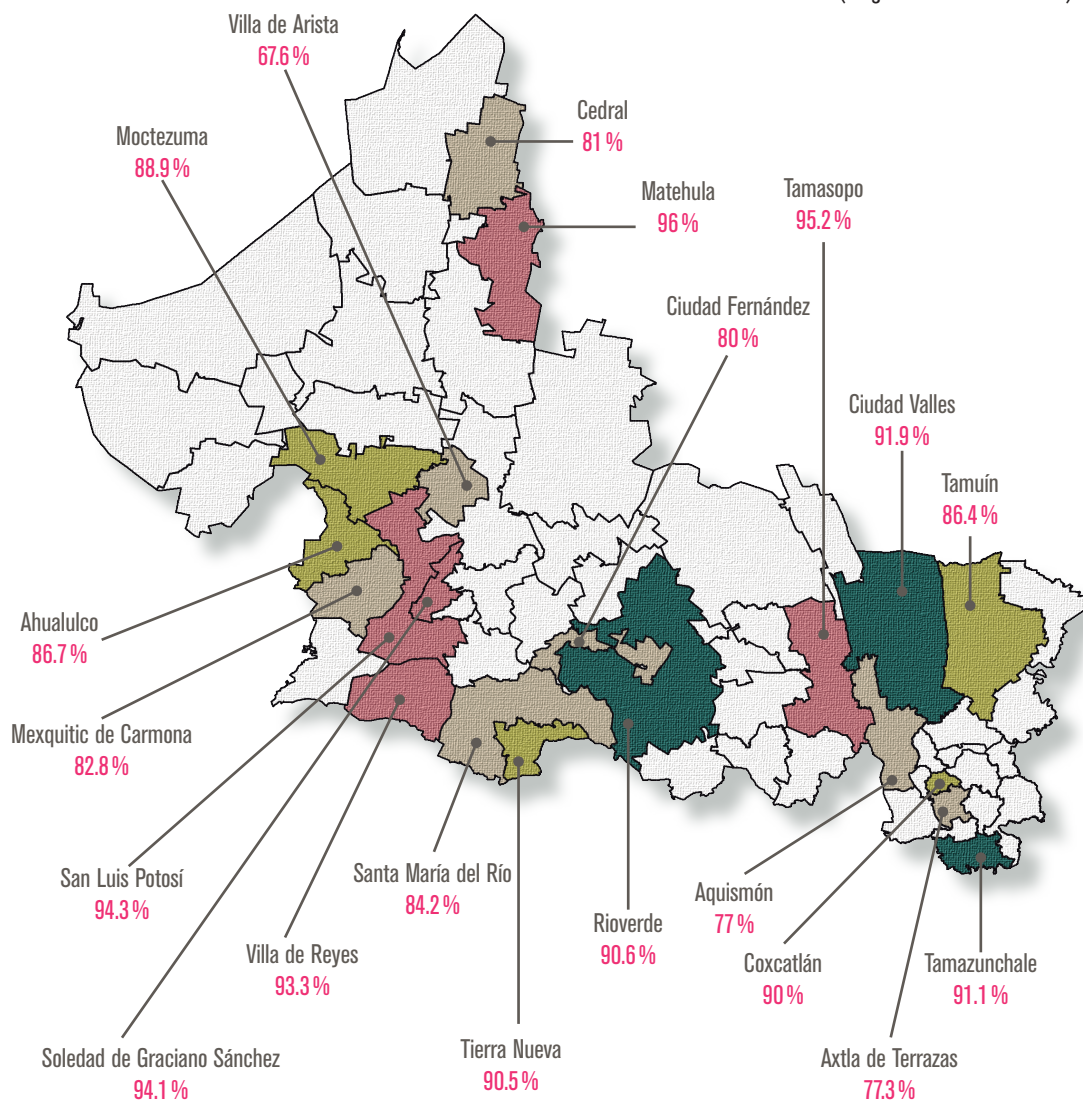 Villa de Arista
67.6 %
Cedral
81 %
Moctezuma
88.9 %
Matehula
96 %
Tamasopo
95.2 %
Ciudad Fernández
80 %
Ciudad Valles
91.9 %
Tamuín
86.4 %
Ahualulco
86.7 %
Mexquitic de Carmona
82.8 %
San Luis Potosí
94.3 %
Santa María del Río
84.2 %
Rioverde
90.6 %
Aquismón
77 %
Villa de Reyes
93.3 %
Coxcatlán
90 %
Tamazunchale
91.1 %
Soledad de Graciano Sánchez
94.1 %
Tierra Nueva
90.5 %
Axtla de Terrazas
77.3 %